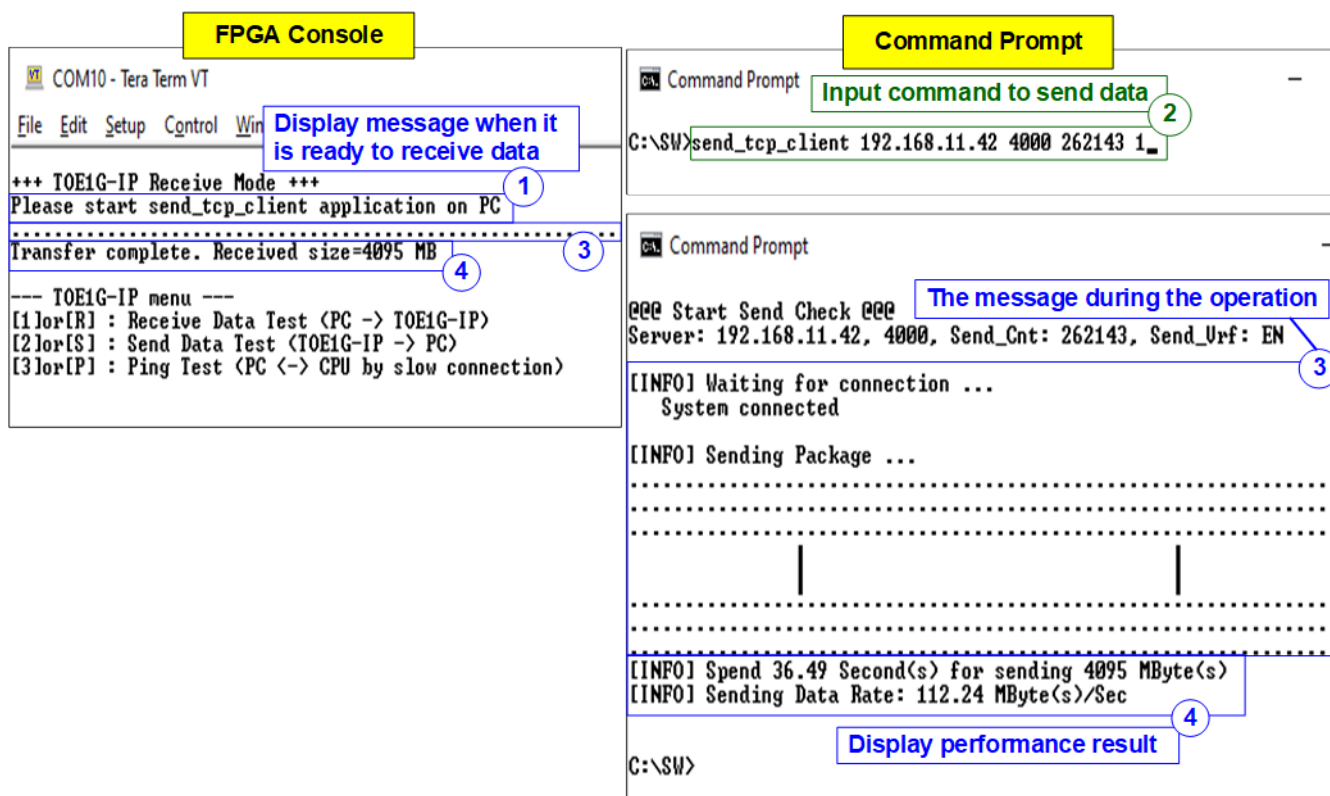 FPGA Console
COM10 - Tera Term VT
File Edit Setup Control Win
Display message when it
is ready to receive data
+++ TOE1G-IP Receive Mode +++
1
Please start send_tcp_client application on PC
3
Transfer complete. Received size=4095 MB
4
--- TOE1G-IP menu ---
[1]or[R] : Receive Data Test (PC -> TOE1G-IP)
[2]or[S] : Send Data Test (TOE1G-IP -> PC)
[3]or[P] : Ping Test (PC <-> CPU by slow connection)
Command Prompt
Command Prompt
Input command to send data
2
C:\SW>send_tcp_client 192.168.11.42 4000 262143 1_
Command Prompt
The message during the operation
@@@ Start Send Check @@@
Server: 192.168.11.42, 4000, Send_Cnt: 262143, Send_Vrf: EN
3
[INFO] Waiting for connection ...
System connected
[INFO] Sending Package ...
[INFO] Spend 36.49 Second(s) for sending 4095 MByte(s)
[INFO] Sending Data Rate: 112.24 MByte(s)/Sec
4
Display performance result
C:\SW>